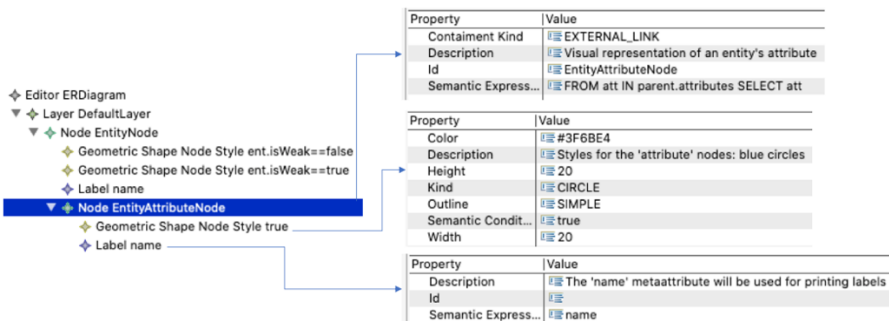 Editor ERDiagram
Layer DefaultLayer
Node EntityNode
Geometric Shape Node Style ent.isWeak==false
Geometric Shape Node Style ent.isWeak==true
Label name
Node EntityAttributeNode
Geometric Shape Node Style true
Label name
Property Value
Contaiment Kind EXTERNAL_LINK
Description Visual representation of an entity's attribute
Id EntityAttributeNode
Semantic Express... FROM att IN parent.attributes SELECT att
Property Value
Color #3F6BE4
Description Styles for the 'attribute' nodes: blue circles
Height 20
Kind CIRCLE
Outline SIMPLE
Semantic Condit... true
Width 20
Property Value
Description The 'name' metaattribute will be used for printing labels
Id
Semantic Express... name